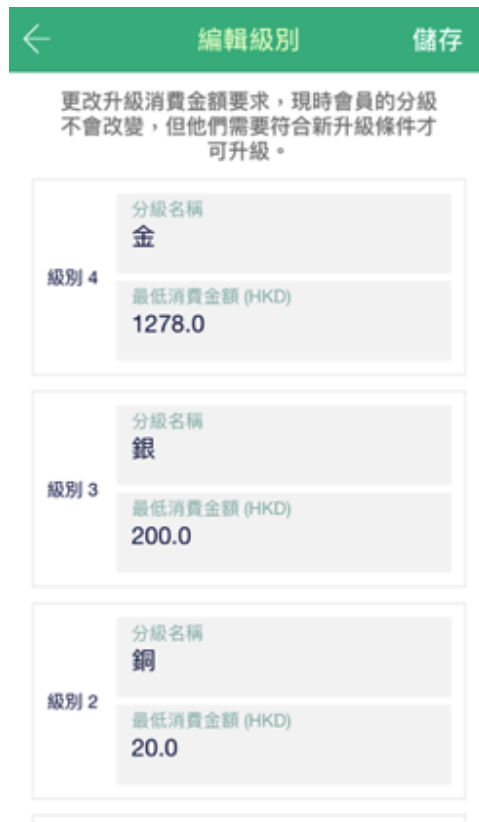 編輯級別
儲存
更改升級消費金額要求，現時會員的分級
不會改變，但他們需要符合新升級條件才
可升級。
級別 4
分級名稱
金
最低消費金額 (HKD)
1278.0
級別 3
分級名稱
銀
最低消費金額 (HKD)
200.0
級別 2
分級名稱
銅
最低消費金額 (HKD)
20.0